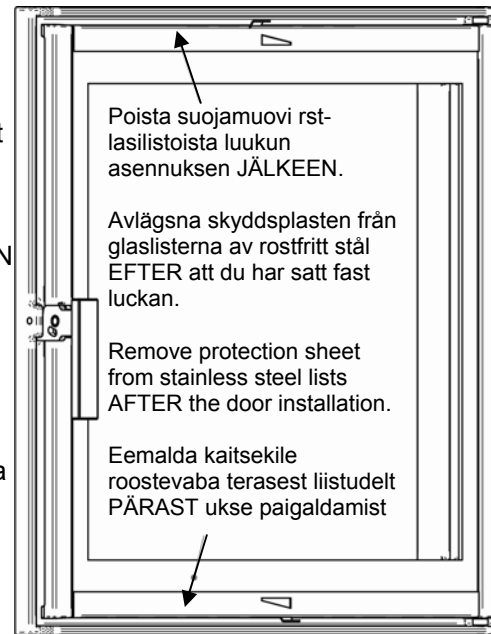 Poista suojamuovi rst-
lasilistoista luukun
asennuksen JÄLKEEN.
Avlägsna skyddsplasten från
glaslisterna av rostfritt stål
EFTER att du har satt fast
luckan.
Remove protection sheet
from stainless steel lists
AFTER the door installation.
Eemalda kaitsekile
roostevaba terasest liistudelt
PÄRAST ukse paigaldamist